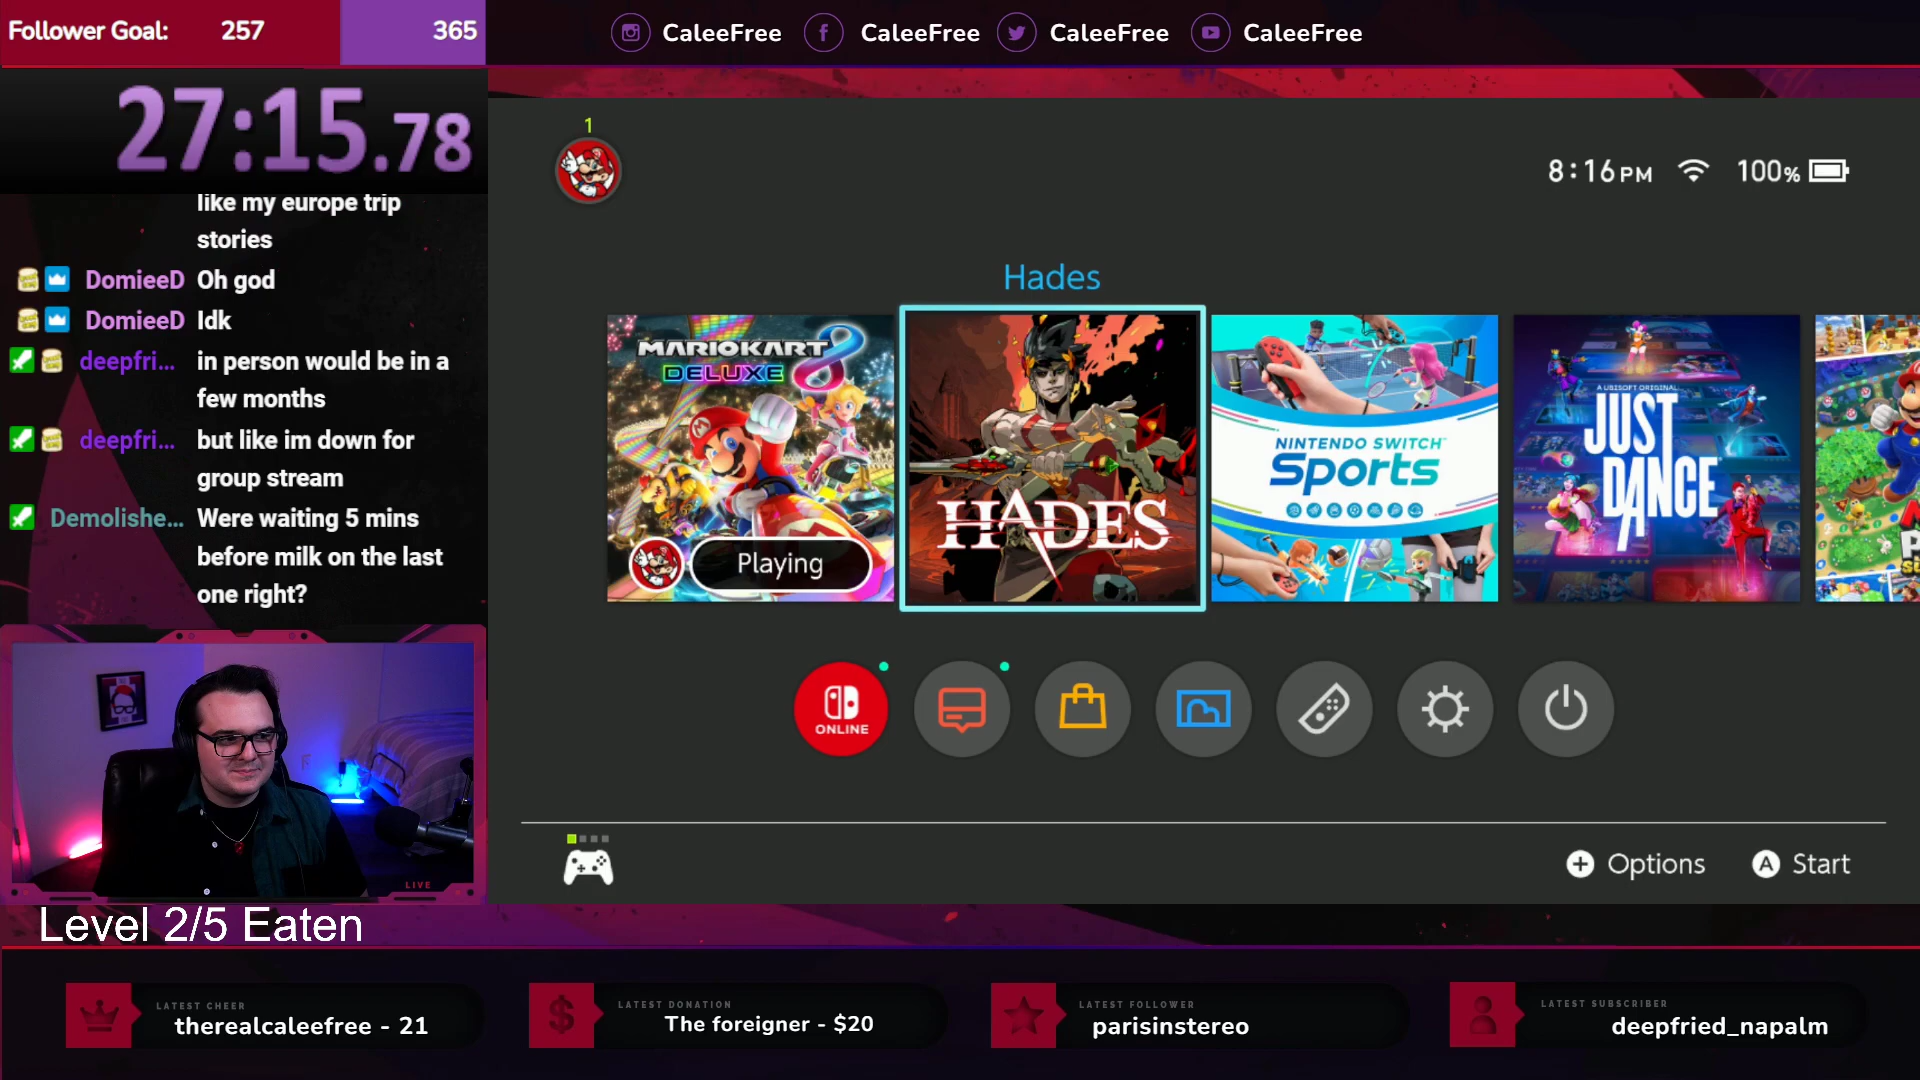 Follower Goal: 257 365
CaleeFree CaleeFree CaleeFree CaleeFree
27:15.78
like my europe trip
stories
DomieeD Oh god
DomieeD Idk
deepfri... in person would be in a
few months
deepfri... but like im down for
group stream
Demolishe... Were waiting 5 mins
before milk on the last
one right?
LIVE
Level 2/5 Eaten
1
8:16 PM 100%
Hades
MARIOKART 8
DELUXE
Playing
HADES
NINTENDO SWITCH
Sports
A UBISOFT ORIGINAL
JUST
DANCE
ONLINE
+ Options A Start
LATEST CHEER
therealcaleefree - 21
LATEST DONATION
The foreigner - $20
LATEST FOLLOWER
parisinstereo
LATEST SUBSCRIBER
deepfried_napalm